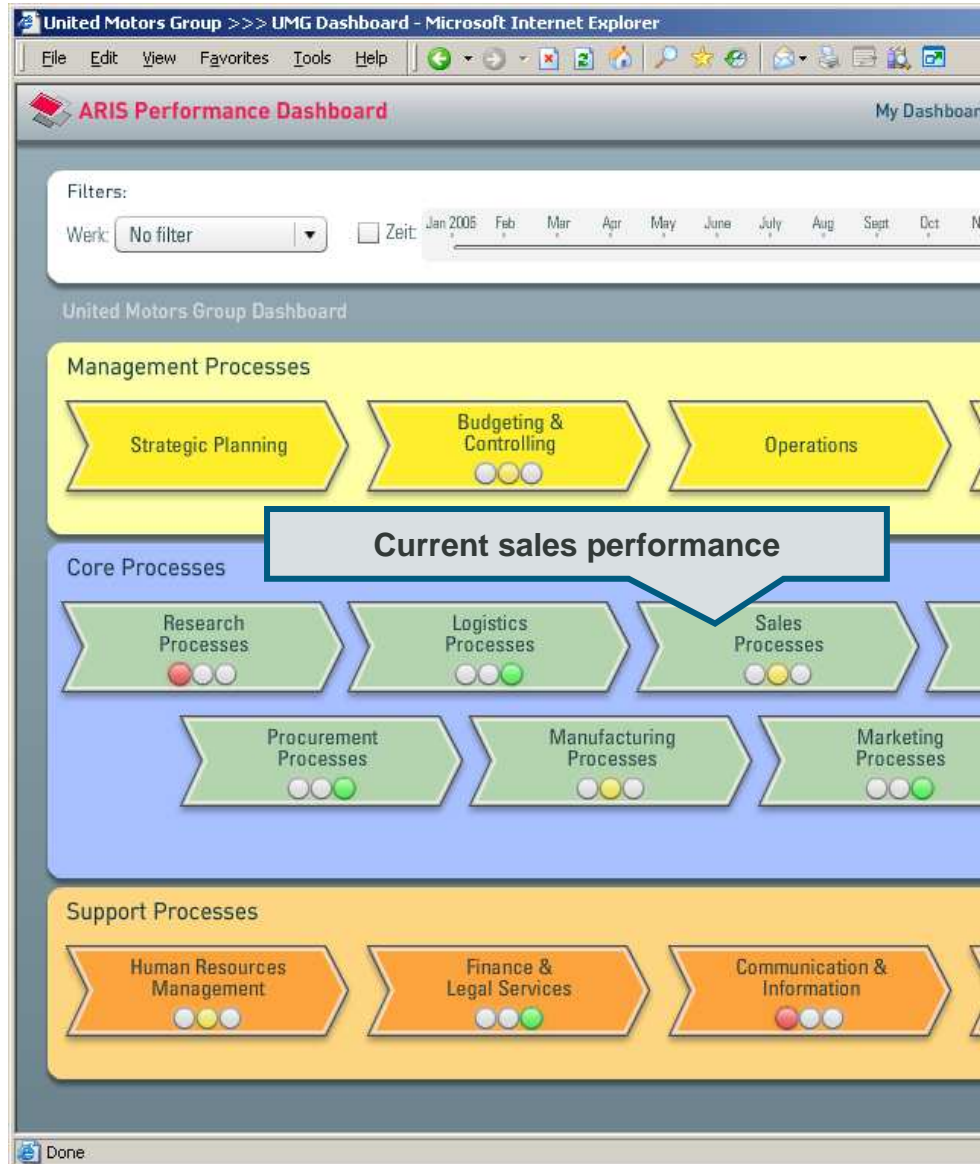 United Motors Group >>> UMG Dashboard - Microsoft Internet Explorer
File Edit View Favorites Tools Help
ARIS Performance Dashboard
My Dashboar
Filters:
Werk: No filter
Zeit:
Jan 2006 Feb Mar Apr May June July Aug Sept Oct N
United Motors Group Dashboard
Management Processes
Strategic Planning
Budgeting &
Controlling
Operations
Current sales performance
Core Processes
Research
Processes
Logistics
Processes
Sales
Processes
Procurement
Processes
Manufacturing
Processes
Marketing
Processes
Support Processes
Human Resources
Management
Finance &
Legal Services
Communication &
Information
Done